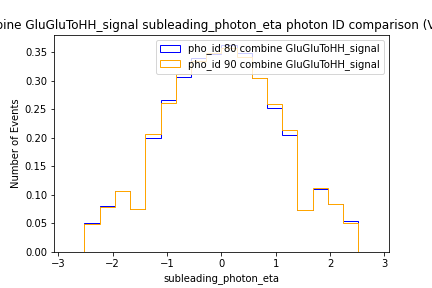 bine GluGluToHH_signal subleading_photon_eta photon ID comparison (V
pho_id 80 combine GluGluToHH_signal
pho_id 90 combine GluGluToHH_signal
Number of Events
0.35
0.30
0.25
0.20
0.15
0.10
0.05
0.00
−3 −2 −1 0 1 2 3
subleading_photon_eta